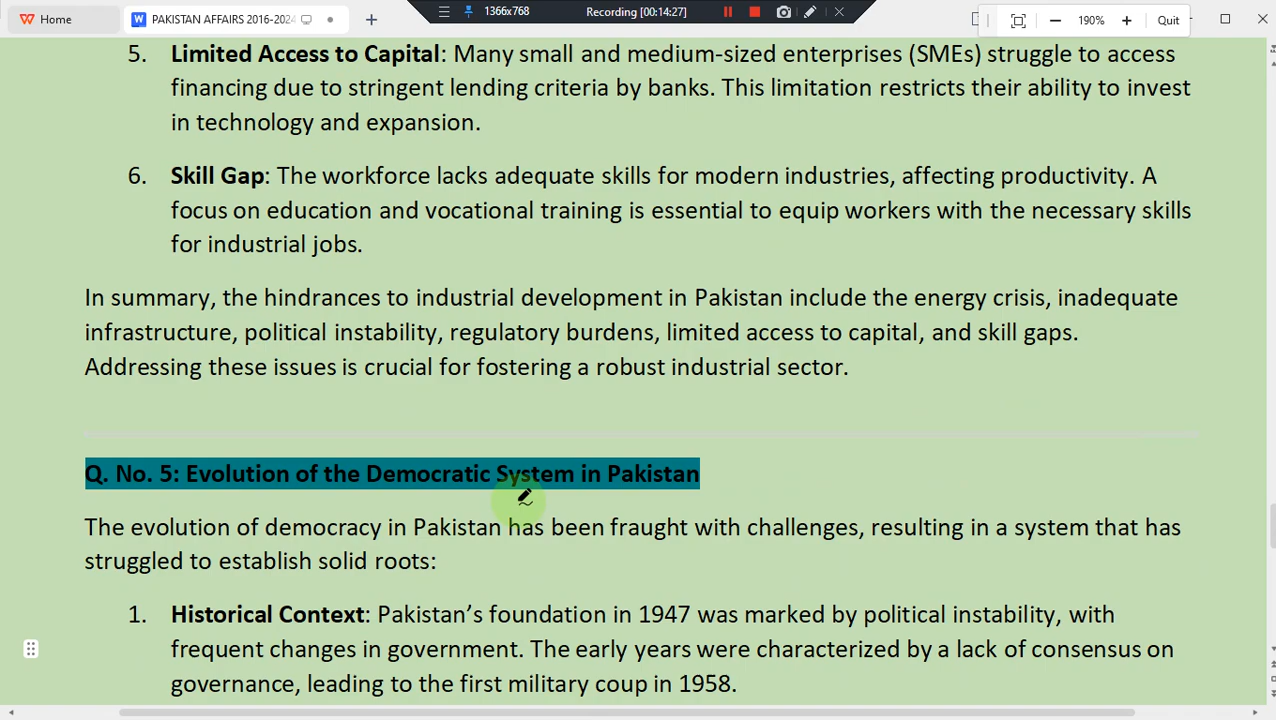 Home
PAKISTAN AFFAIRS 2016-2024
1366x768
Recording [00:14:27]
190%
Quit
5. Limited Access to Capital: Many small and medium-sized enterprises (SMEs) struggle to access
financing due to stringent lending criteria by banks. This limitation restricts their ability to invest
in technology and expansion.
6. Skill Gap: The workforce lacks adequate skills for modern industries, affecting productivity. A
focus on education and vocational training is essential to equip workers with the necessary skills
for industrial jobs.
In summary, the hindrances to industrial development in Pakistan include the energy crisis, inadequate
infrastructure, political instability, regulatory burdens, limited access to capital, and skill gaps.
Addressing these issues is crucial for fostering a robust industrial sector.
Q. No. 5: Evolution of the Democratic System in Pakistan
The evolution of democracy in Pakistan has been fraught with challenges, resulting in a system that has
struggled to establish solid roots:
1. Historical Context: Pakistan’s foundation in 1947 was marked by political instability, with
frequent changes in government. The early years were characterized by a lack of consensus on
governance, leading to the first military coup in 1958.